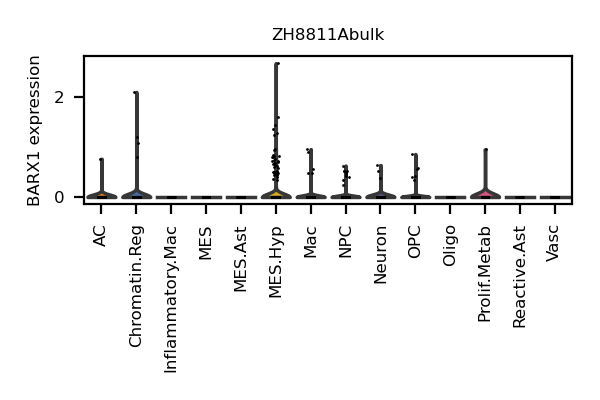 ZH8811Abulk
BARX1 expression
2
0
AC
Chromatin.Reg
Inflammatory.Mac
MES
MES.Ast
MES.Hyp
Mac
NPC
Neuron
OPC
Oligo
Prolif.Metab
Reactive.Ast
Vasc